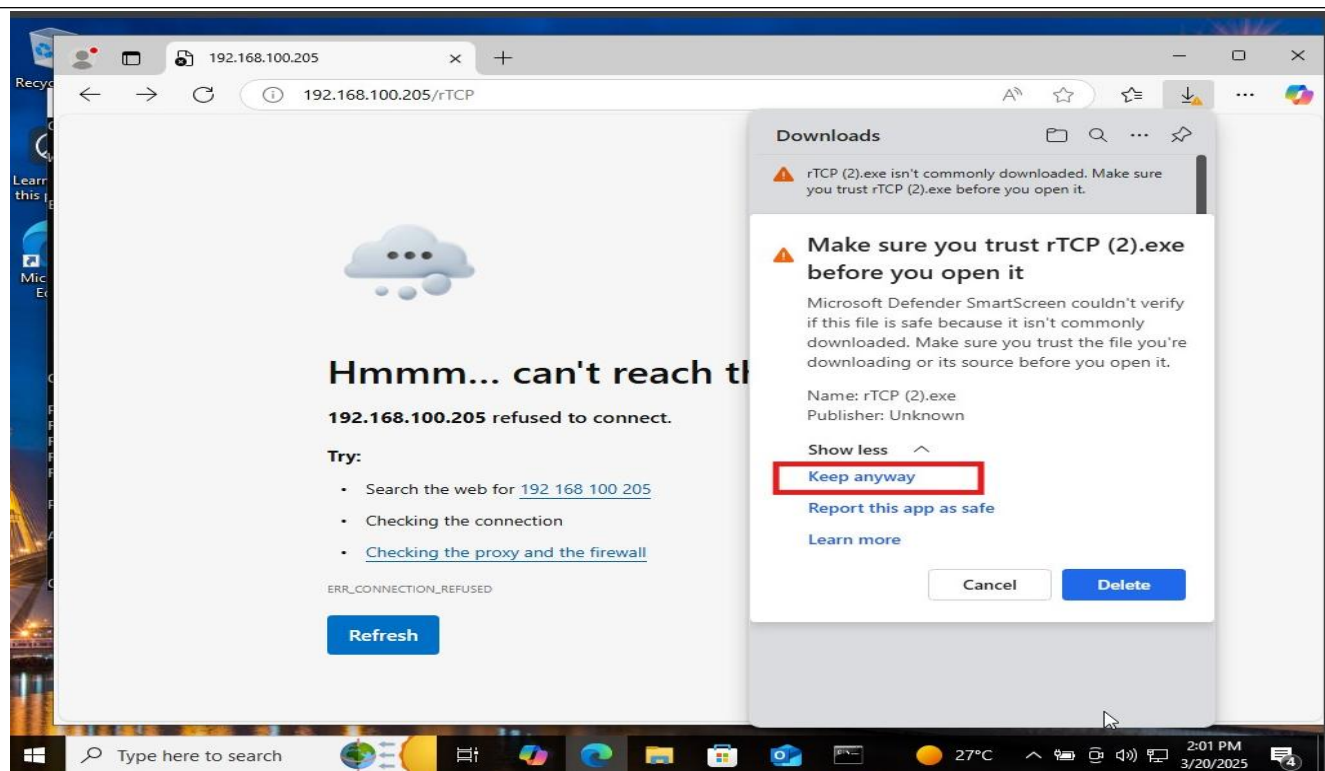 192.168.100.205
192.168.100.205/rTCP
Downloads
rTCP (2).exe isn't commonly downloaded. Make sure
you trust rTCP (2).exe before you open it.
Make sure you trust rTCP (2).exe
before you open it
Microsoft Defender SmartScreen couldn't verify
if this file is safe because it isn't commonly
downloaded. Make sure you trust the file you're
downloading or its source before you open it.
Name: rTCP (2).exe
Publisher: Unknown
Show less
Keep anyway
Report this app as safe
Learn more
Cancel
Delete
Hmmm... can't reach
192.168.100.205 refused to connect.
Try:
• Search the web for 192 168 100 205
• Checking the connection
• Checking the proxy and the firewall
ERR_CONNECTION_REFUSED
Refresh
Type here to search
27°C
2:01 PM
3/20/2025
4